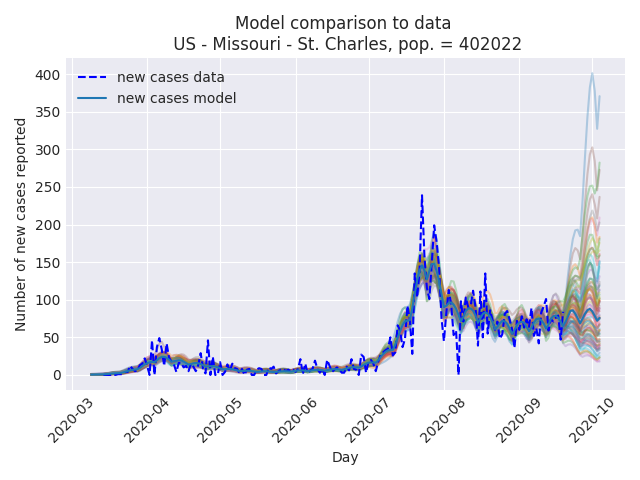 Model comparison to data
US - Missouri - St. Charles, pop. = 402022
new cases data
new cases model
Number of new cases reported
400
350
300
250
200
150
100
50
0
2020-03
2020-04
2020-05
2020-06
2020-07
2020-08
2020-09
2020-10
Day